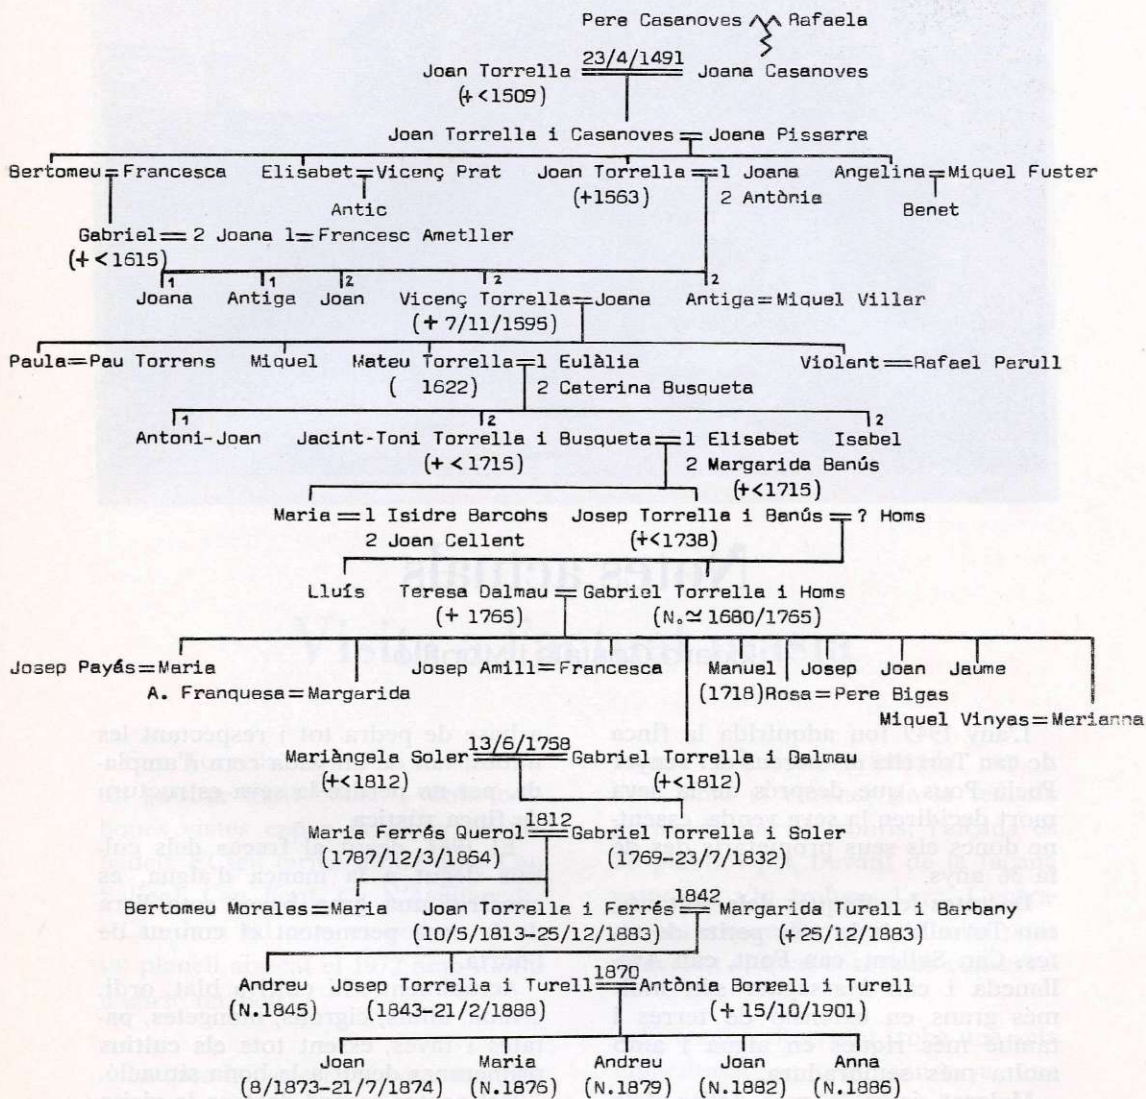 Pere Casanoves Rafaela
23/4/1491
Joan Torrella Joana Casanoves
(+<1509)
Joan Torrella i Casanoves = Joana Pissarra
Bertomeu = Francesca Elisabet = Vicenç Prat Joan Torrella = 1 Joana Angelina = Miquel Fuster
(+1563) 2 Antònia
Antic Benet
Gabriel = 2 Joana 1 = Francesc Ametller
(+<1615)
1 1 2 2 2
Joana Antiga Joan Vicenç Torrella = Joana Antiga = Miquel Villar
(+ 7/11/1595)
Paula = Pau Torrens Miquel Mateu Torrella = 1 Eulàlia Violant = Rafael Parull
( 1622) 2 Caterina Busqueta
1 2 2
Antoni-Joan Jacint-Toni Torrella i Busqueta = 1 Elisabet Isabel
(+<1715) 2 Margarida Banús
(+<1715)
Maria = 1 Isidre Barcohs Josep Torrella i Banús = ? Homs
2 Joan Cellent (+<1738)
Lluís Teresa Dalmau = Gabriel Torrella i Homs
(+ 1765) (N.≃ 1680/1765)
Josep Payás = Maria Josep Amill = Francesca Manuel Josep Joan Jaume
A. Franquesa = Margarida (1718) Rosa = Pere Bigas
Miquel Vinyas = Marianna
13/6/1758
Mariàngela Soler Gabriel Torrella i Dalmau
(+<1812) (+<1812)
1812
Maria Ferrés Querol Gabriel Torrella i Soler
(1787/12/3/1864) (1769-23/7/1832)
1842
Bertomeu Morales = Maria Joan Torrella i Ferrés Margarida Turell i Barbany
(10/5/1813-25/12/1883) (+25/12/1883)
1870
Andreu Josep Torrella i Turell Antònia Borrell i Turell
(N.1845) (1843-21/2/1888) (+ 15/10/1901)
Joan Maria Andreu Joan Anna
(8/1873-21/7/1874) (N.1876) (N.1879) (N.1882) (N.1886)